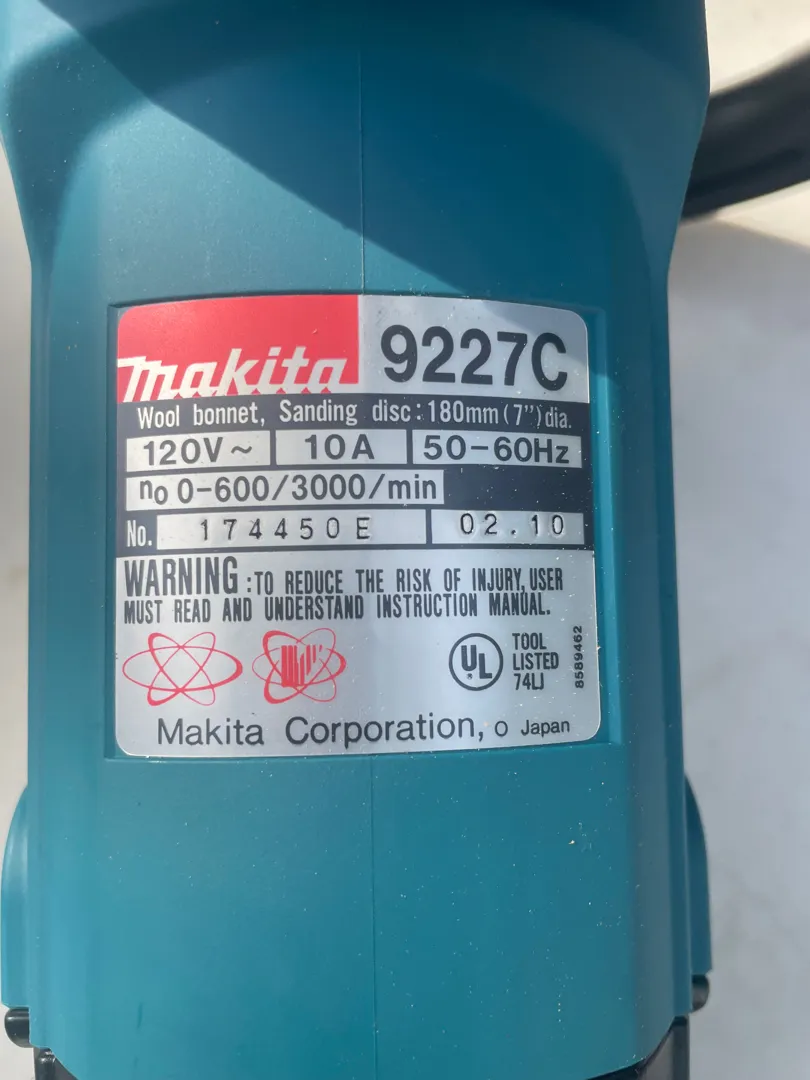 makita 9227C
Wool bonnet, Sanding disc:180mm(7")dia.
120V~ 10A 50-60Hz
no 0-600/3000/min
No. 174450E 02.10
WARNING:TO REDUCE THE RISK OF INJURY, USER
MUST READ AND UNDERSTAND INSTRUCTION MANUAL.
UL
TOOL
LISTED
74LJ
8589462
Makita Corporation, O Japan